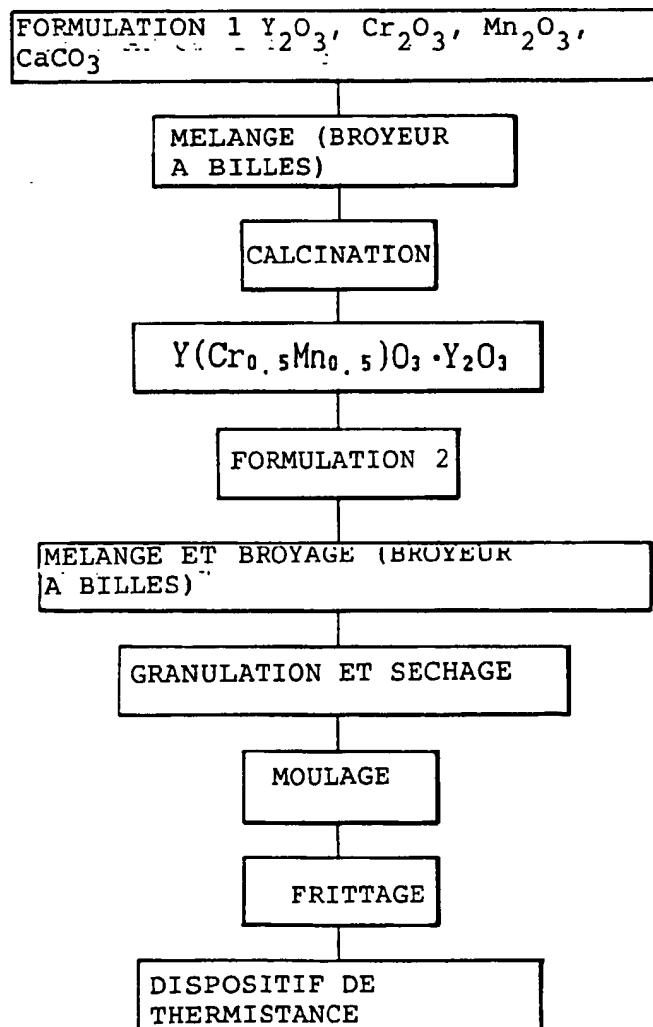 FORMULATION 1 Y₂O₃, Cr₂O₃, Mn₂O₃,
CaCO₃
MELANGE (BROYEUR
A BILLES)
CALCINATION
Y(Cr₀.₅Mn₀.₅)O₃·Y₂O₃
FORMULATION 2
MELANGE ET BROYAGE (BROYEUR
A BILLES)
GRANULATION ET SECHAGE
MOULAGE
FRITTAGE
DISPOSITIF DE
THERMISTANCE